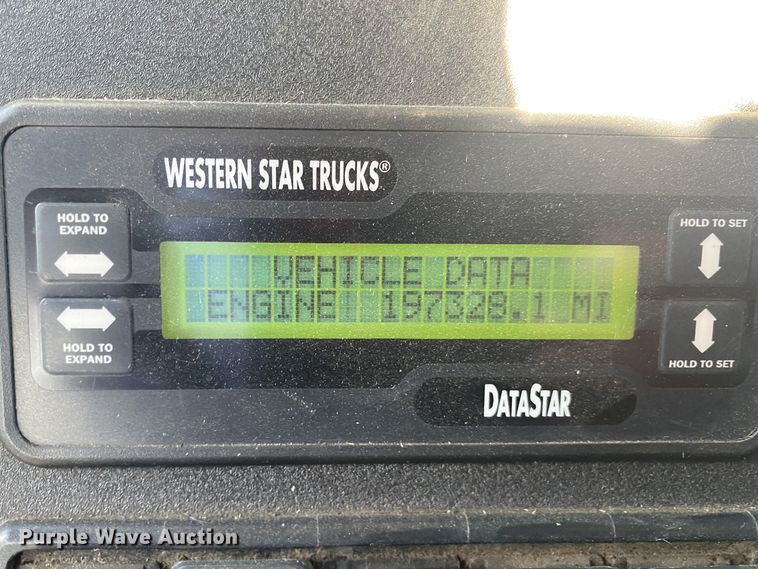 WESTERN STAR TRUCKS®
HOLD TO
EXPAND
HOLD TO SET
VEHICLE DATA
ENGINE 197328.1 MI
HOLD TO
EXPAND
HOLD TO SET
DATASTAR
Purple Wave Auction